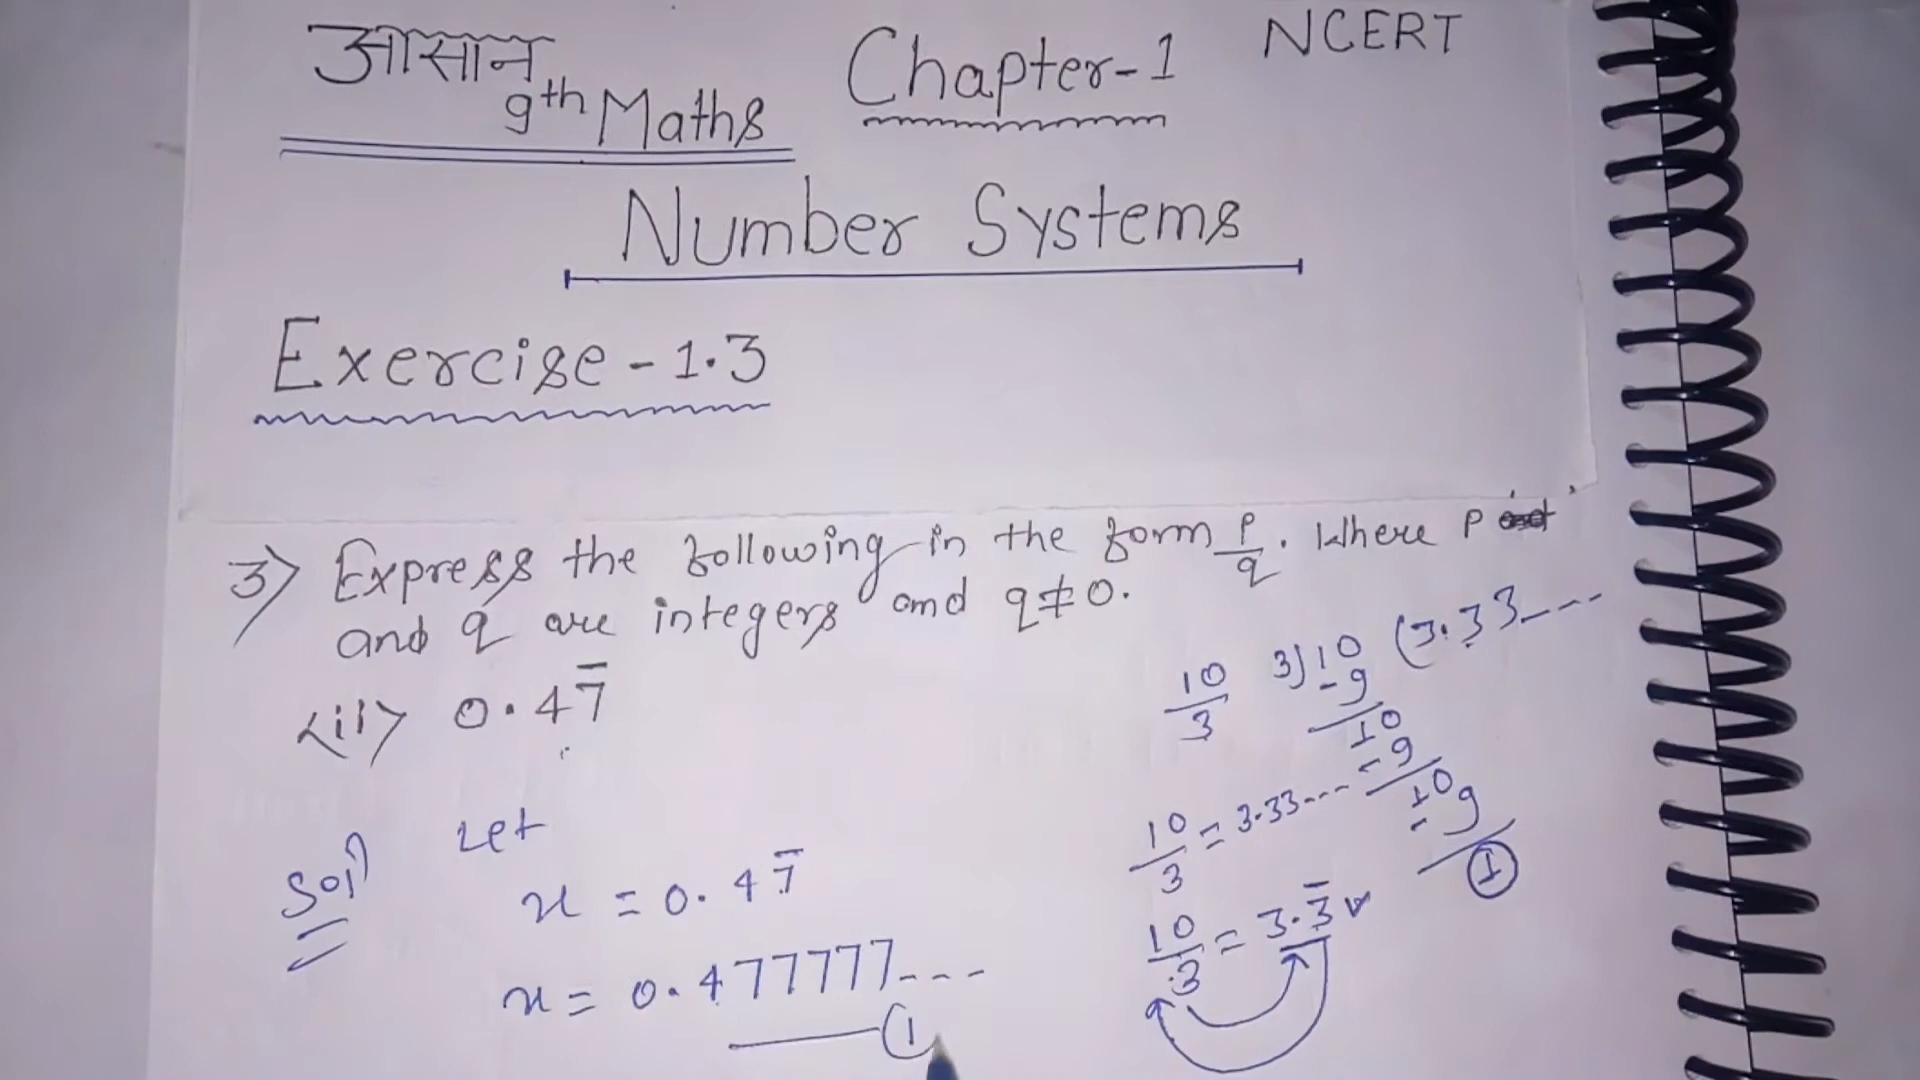 आसान
9th Maths
Chapter-1
NCERT
Number Systems
Exercise - 1.3
3) Express the following in the form p/q. Where p
and q are integers and q≠0.
<ii> 0.47̅
Sol)
Let
x = 0.47̅
x = 0.477777---
1
10/3
3)10(3.33---
-9
10
-9
10
-9
1
10/3 = 3.33---
10/3 = 3.3̅ ✓